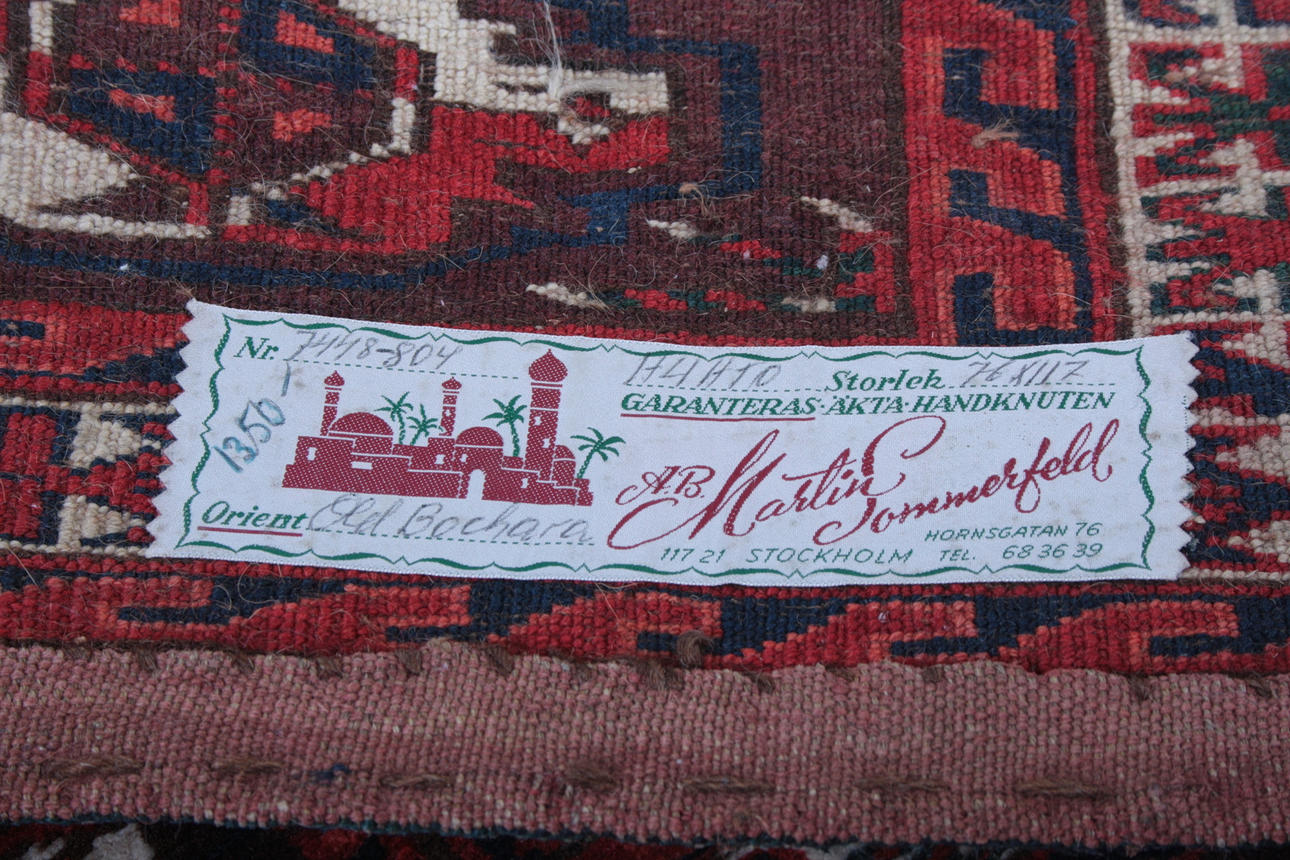 Nr. 7448-804
1350:-
Storlek 76X117
GARANTERAS·ÄKTA·HANDKNUTEN
A.B. Martin Sommerfeld
HORNSGATAN 76
117 21 STOCKHOLM TEL. 68 36 39
Orient Old Bochara